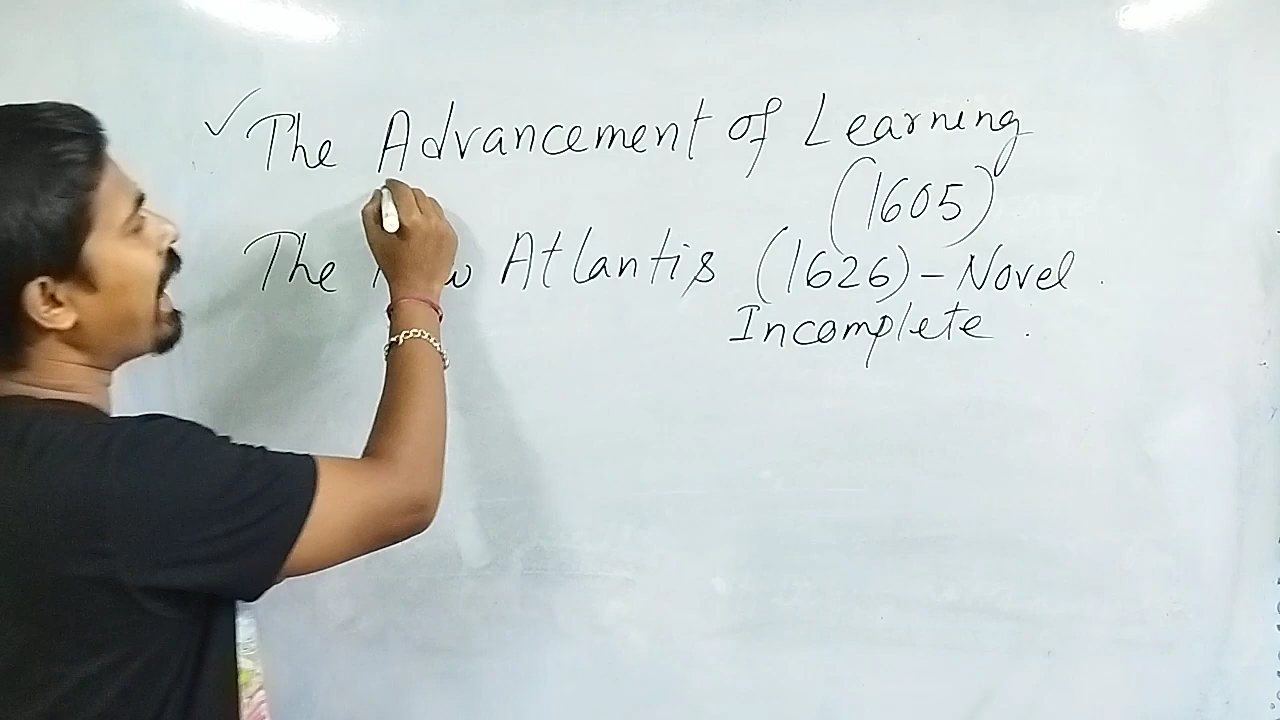 ✓ The Advancement of Learning
(1605)
The Atlantis (1626) - Novel.
Incomplete.